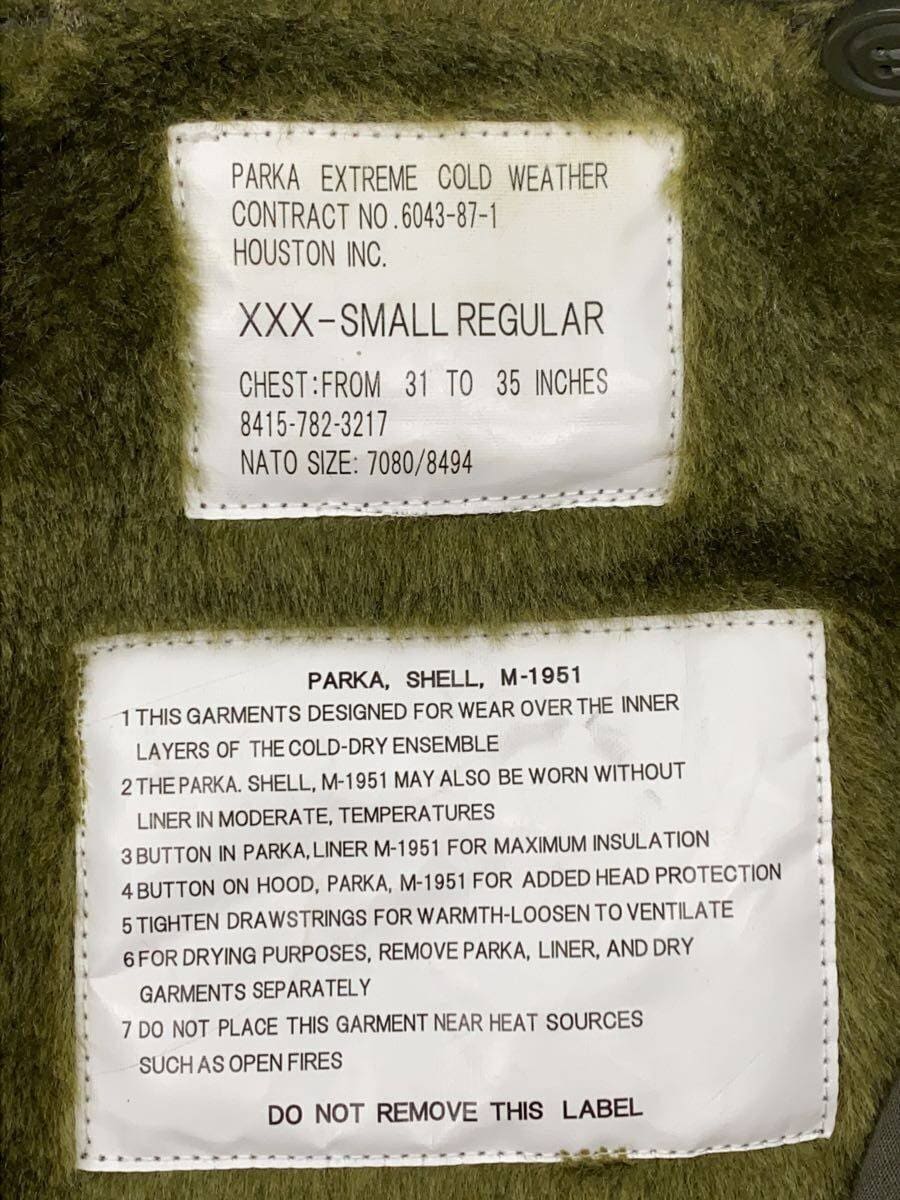 PARKA EXTREME COLD WEATHER
CONTRACT NO.6043-87-1
HOUSTON INC.
XXX-SMALL REGULAR
CHEST:FROM 31 TO 35 INCHES
8415-782-3217
NATO SIZE: 7080/8494
PARKA, SHELL, M-1951
1 THIS GARMENTS DESIGNED FOR WEAR OVER THE INNER
LAYERS OF THE COLD-DRY ENSEMBLE
2 THE PARKA. SHELL, M-1951 MAY ALSO BE WORN WITHOUT
LINER IN MODERATE, TEMPERATURES
3 BUTTON IN PARKA, LINER M-1951 FOR MAXIMUM INSULATION
4 BUTTON ON HOOD, PARKA, M-1951 FOR ADDED HEAD PROTECTION
5 TIGHTEN DRAWSTRINGS FOR WARMTH-LOOSEN TO VENTILATE
6 FOR DRYING PURPOSES, REMOVE PARKA, LINER, AND DRY
GARMENTS SEPARATELY
7 DO NOT PLACE THIS GARMENT NEAR HEAT SOURCES
SUCH AS OPEN FIRES
DO NOT REMOVE THIS LABEL